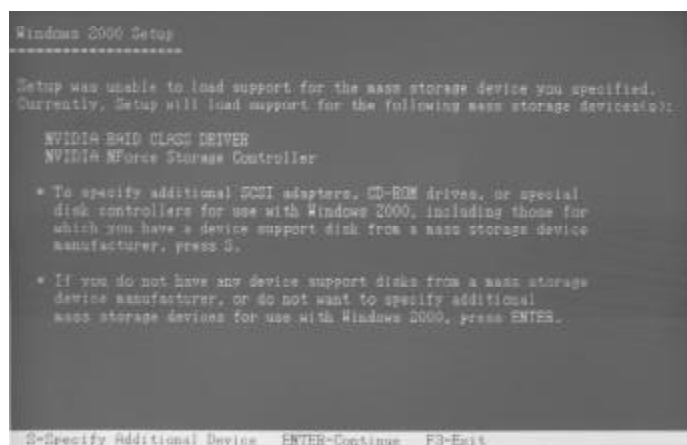 Windows 2000 Setup
Setup was unable to load support for the mass storage device you specified.
Currently, Setup will load support for the following mass storage devices(s):
NVIDIA RAID CLASS DRIVER
NVIDIA NForce Storage Controller
* To specify additional SCSI adapters, CD-ROM drives, or special
disk controllers for use with Windows 2000, including those for
which you have a device support disk from a mass storage device
manufacturer, press S.
* If you do not have any device support disks from a mass storage
device manufacturer, or do not want to specify additional
mass storage devices for use with Windows 2000, press ENTER.
S=Specify Additional Device ENTER=Continue F3=Exit